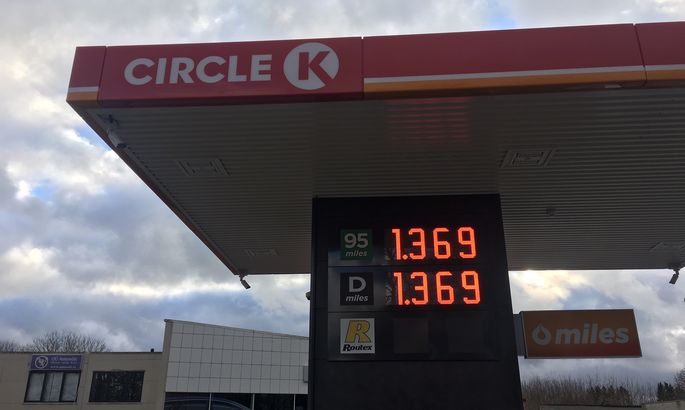 CIRCLE K
95 miles 1.369
D miles 1.369
R
Routex
miles